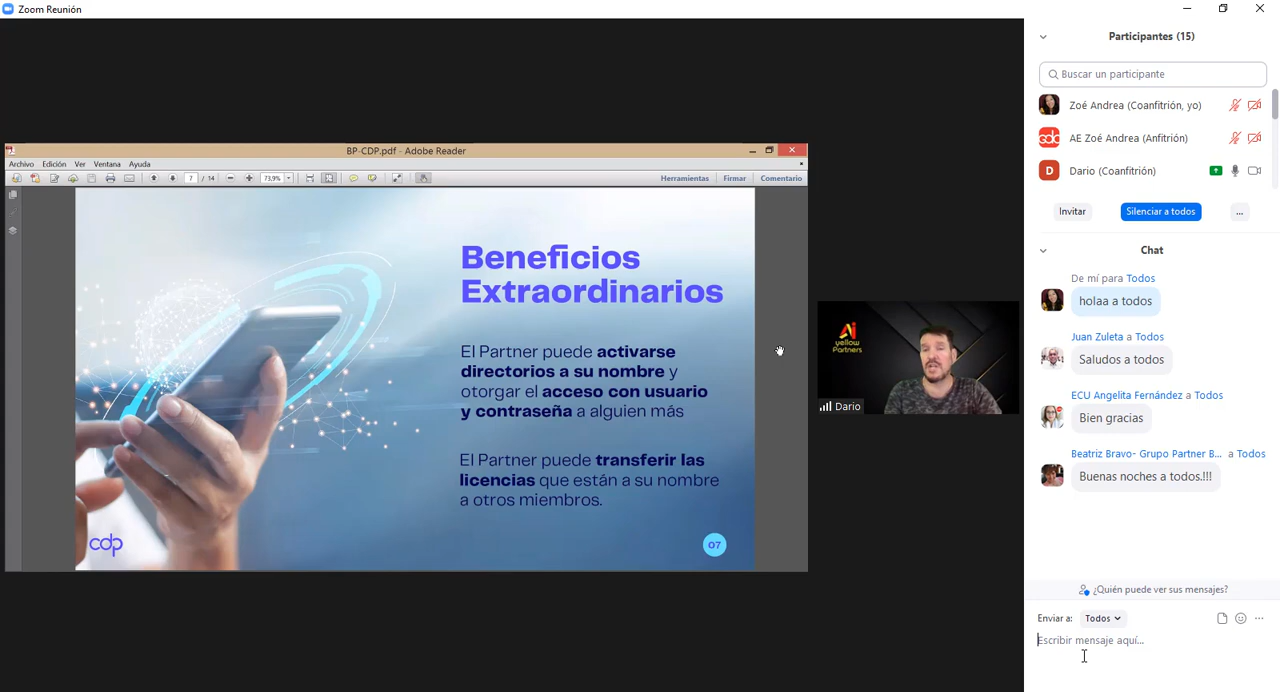 Zoom Reunión
BP-CDP.pdf - Adobe Reader
Archivo Edición Ver Ventana Ayuda
7 / 14 73,9% Herramientas Firmar Comentario
Beneficios
Extraordinarios
El Partner puede activarse
directorios a su nombre y
otorgar el acceso con usuario
y contraseña a alguien más
El Partner puede transferir las
licencias que están a su nombre
a otros miembros.
cdp
07
Ai
yellow
Partners
Dario
Participantes (15)
Buscar un participante
Zoé Andrea (Coanfitrión, yo)
AE Zoé Andrea (Anfitrión)
D Dario (Coanfitrión)
Invitar Silenciar a todos ...
Chat
De mí para Todos
holaa a todos
Juan Zuleta a Todos
Saludos a todos
ECU Angelita Fernández a Todos
Bien gracias
Beatriz Bravo- Grupo Partner B... a Todos
Buenas noches a todos.!!!
¿Quién puede ver sus mensajes?
Enviar a: Todos
Escribir mensaje aquí...